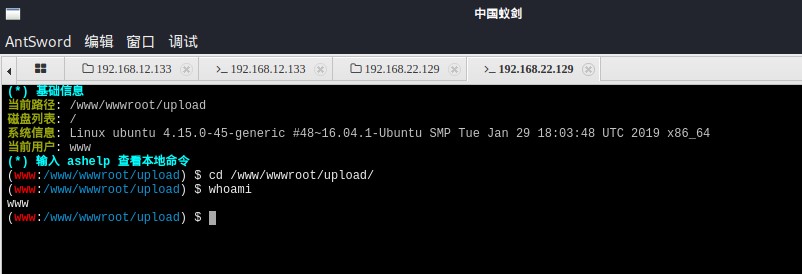 中国蚁剑
AntSword 编辑 窗口 调试
192.168.12.133 >_ 192.168.12.133 192.168.22.129 >_ 192.168.22.129
(*) 基础信息
当前路径: /www/wwwroot/upload
磁盘列表: /
系统信息: Linux ubuntu 4.15.0-45-generic #48~16.04.1-Ubuntu SMP Tue Jan 29 18:03:48 UTC 2019 x86_64
当前用户: www
(*) 输入 ashelp 查看本地命令
(www:/www/wwwroot/upload) $ cd /www/wwwroot/upload/
(www:/www/wwwroot/upload) $ whoami
www
(www:/www/wwwroot/upload) $